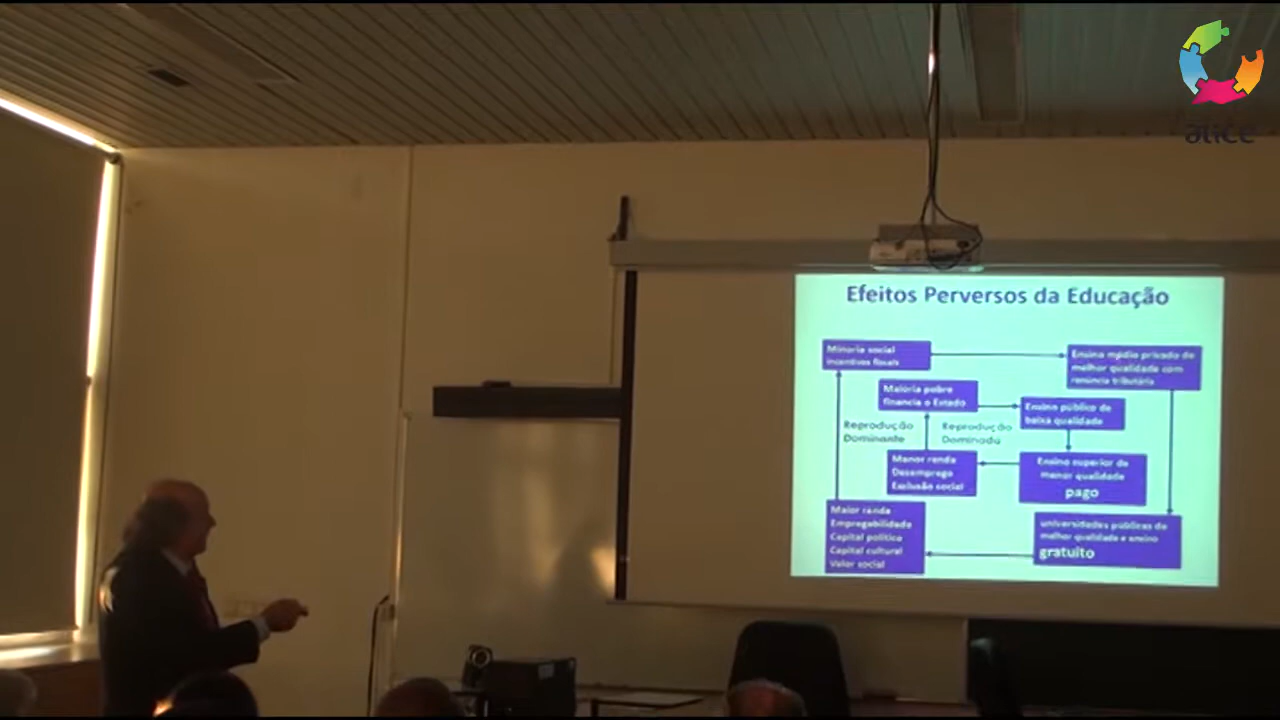 alice
Efeitos Perversos da Educação
Minoria social
incentivos fiscais
Ensino médio privado de
melhor qualidade com
renúncia tributária
Maioria pobre
financia o Estado
Ensino público de
baixa qualidade
Reprodução
Dominante
Reprodução
Dominada
Menor renda
Desemprego
Exclusão social
Ensino superior de
menor qualidade
pago
Maior renda
Empregabilidade
Capital político
Capital cultural
Valor social
universidades públicas de
melhor qualidade e ensino
gratuito